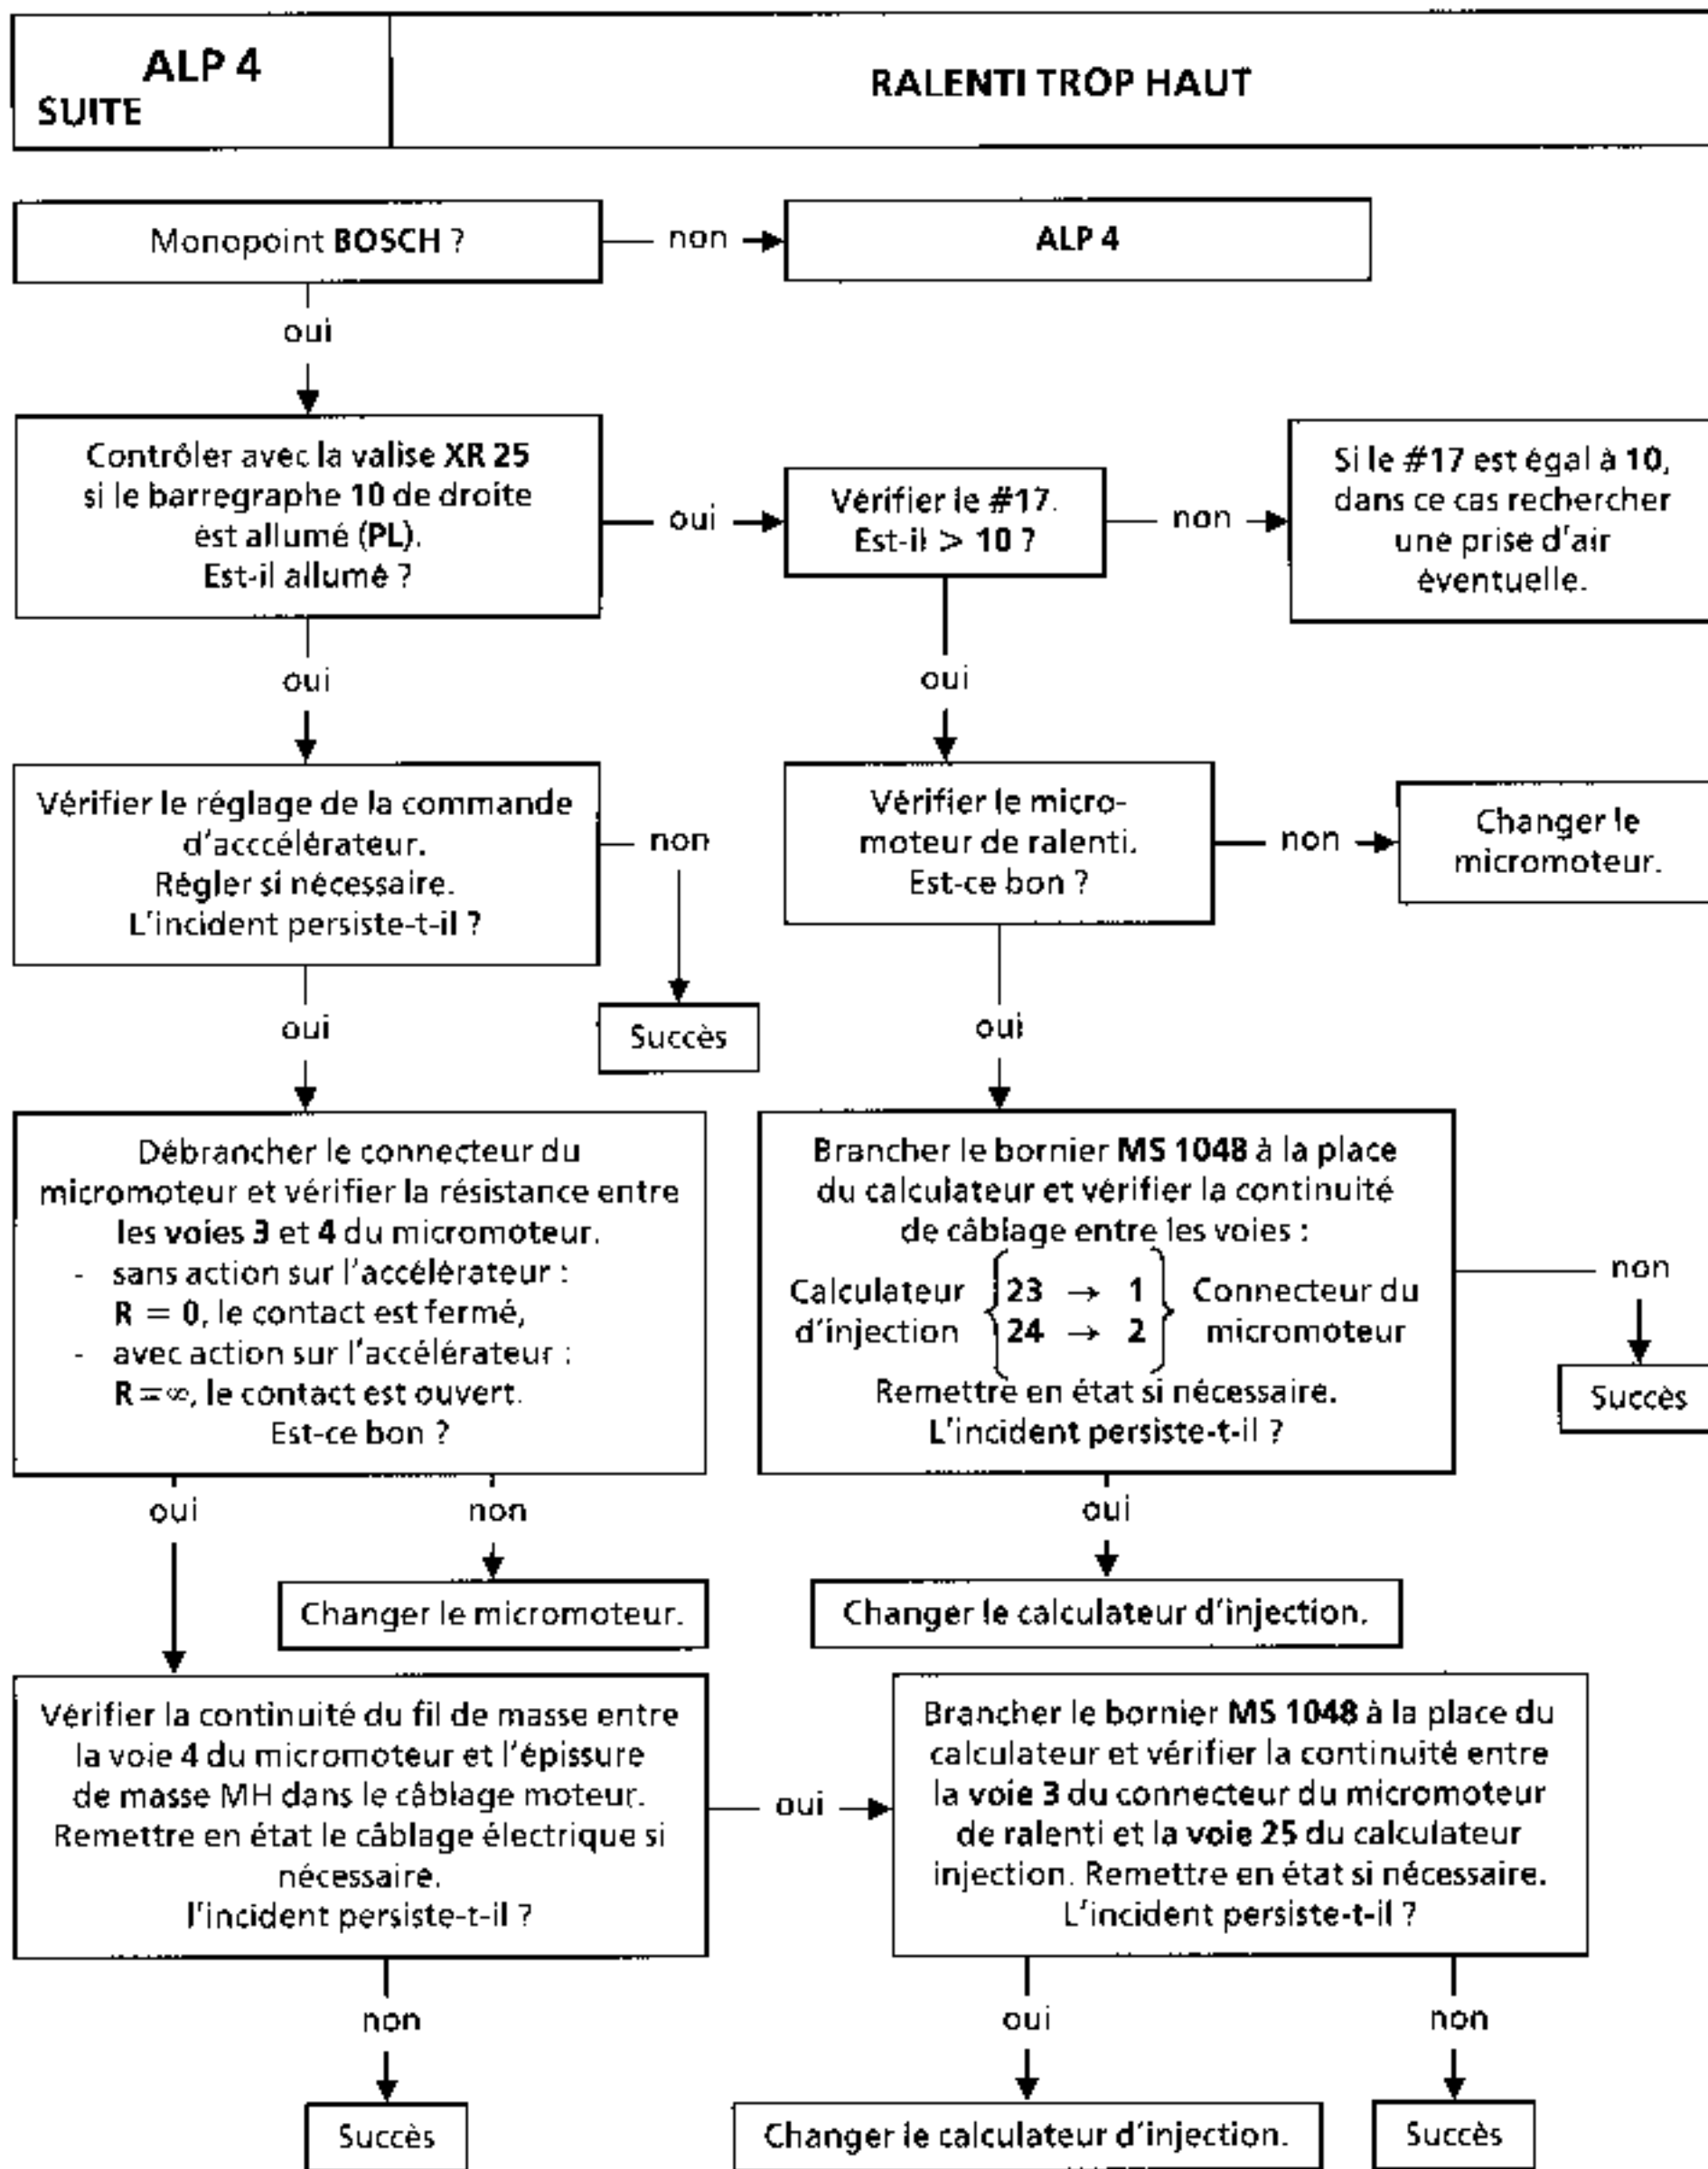 ALP 4
SUITE
RALENTI TROP HAUT
Monopoint BOSCH ?
non
ALP 4
oui
Contrôler avec la valise XR 25
si le barregraphe 10 de droite
est allumé (PL).
Est-il allumé ?
oui
Vérifier le #17.
Est-il > 10 ?
non
Si le #17 est égal à 10,
dans ce cas rechercher
une prise d'air
éventuelle.
oui
oui
Vérifier le réglage de la commande
d'acccélérateur.
Régler si nécessaire.
L'incident persiste-t-il ?
non
Succès
Vérifier le micro-
moteur de ralenti.
Est-ce bon ?
non
Changer le
micromoteur.
oui
oui
Débrancher le connecteur du
micromoteur et vérifier la résistance entre
les voies 3 et 4 du micromoteur.
- sans action sur l'accélérateur :
R = 0, le contact est fermé,
- avec action sur l'accélérateur :
R = ∞, le contact est ouvert.
Est-ce bon ?
Brancher le bornier MS 1048 à la place
du calculateur et vérifier la continuité
de câblage entre les voies :
Calculateur { 23 → 1 } Connecteur du
d'injection { 24 → 2 } micromoteur
Remettre en état si nécessaire.
L'incident persiste-t-il ?
non
Succès
oui
non
oui
Changer le micromoteur.
Changer le calculateur d'injection.
Vérifier la continuité du fil de masse entre
la voie 4 du micromoteur et l'épissure
de masse MH dans le câblage moteur.
Remettre en état le câblage électrique si
nécessaire.
l'incident persiste-t-il ?
oui
Brancher le bornier MS 1048 à la place du
calculateur et vérifier la continuité entre
la voie 3 du connecteur du micromoteur
de ralenti et la voie 25 du calculateur
injection. Remettre en état si nécessaire.
L'incident persiste-t-il ?
non
oui
non
Succès
Changer le calculateur d'injection.
Succès